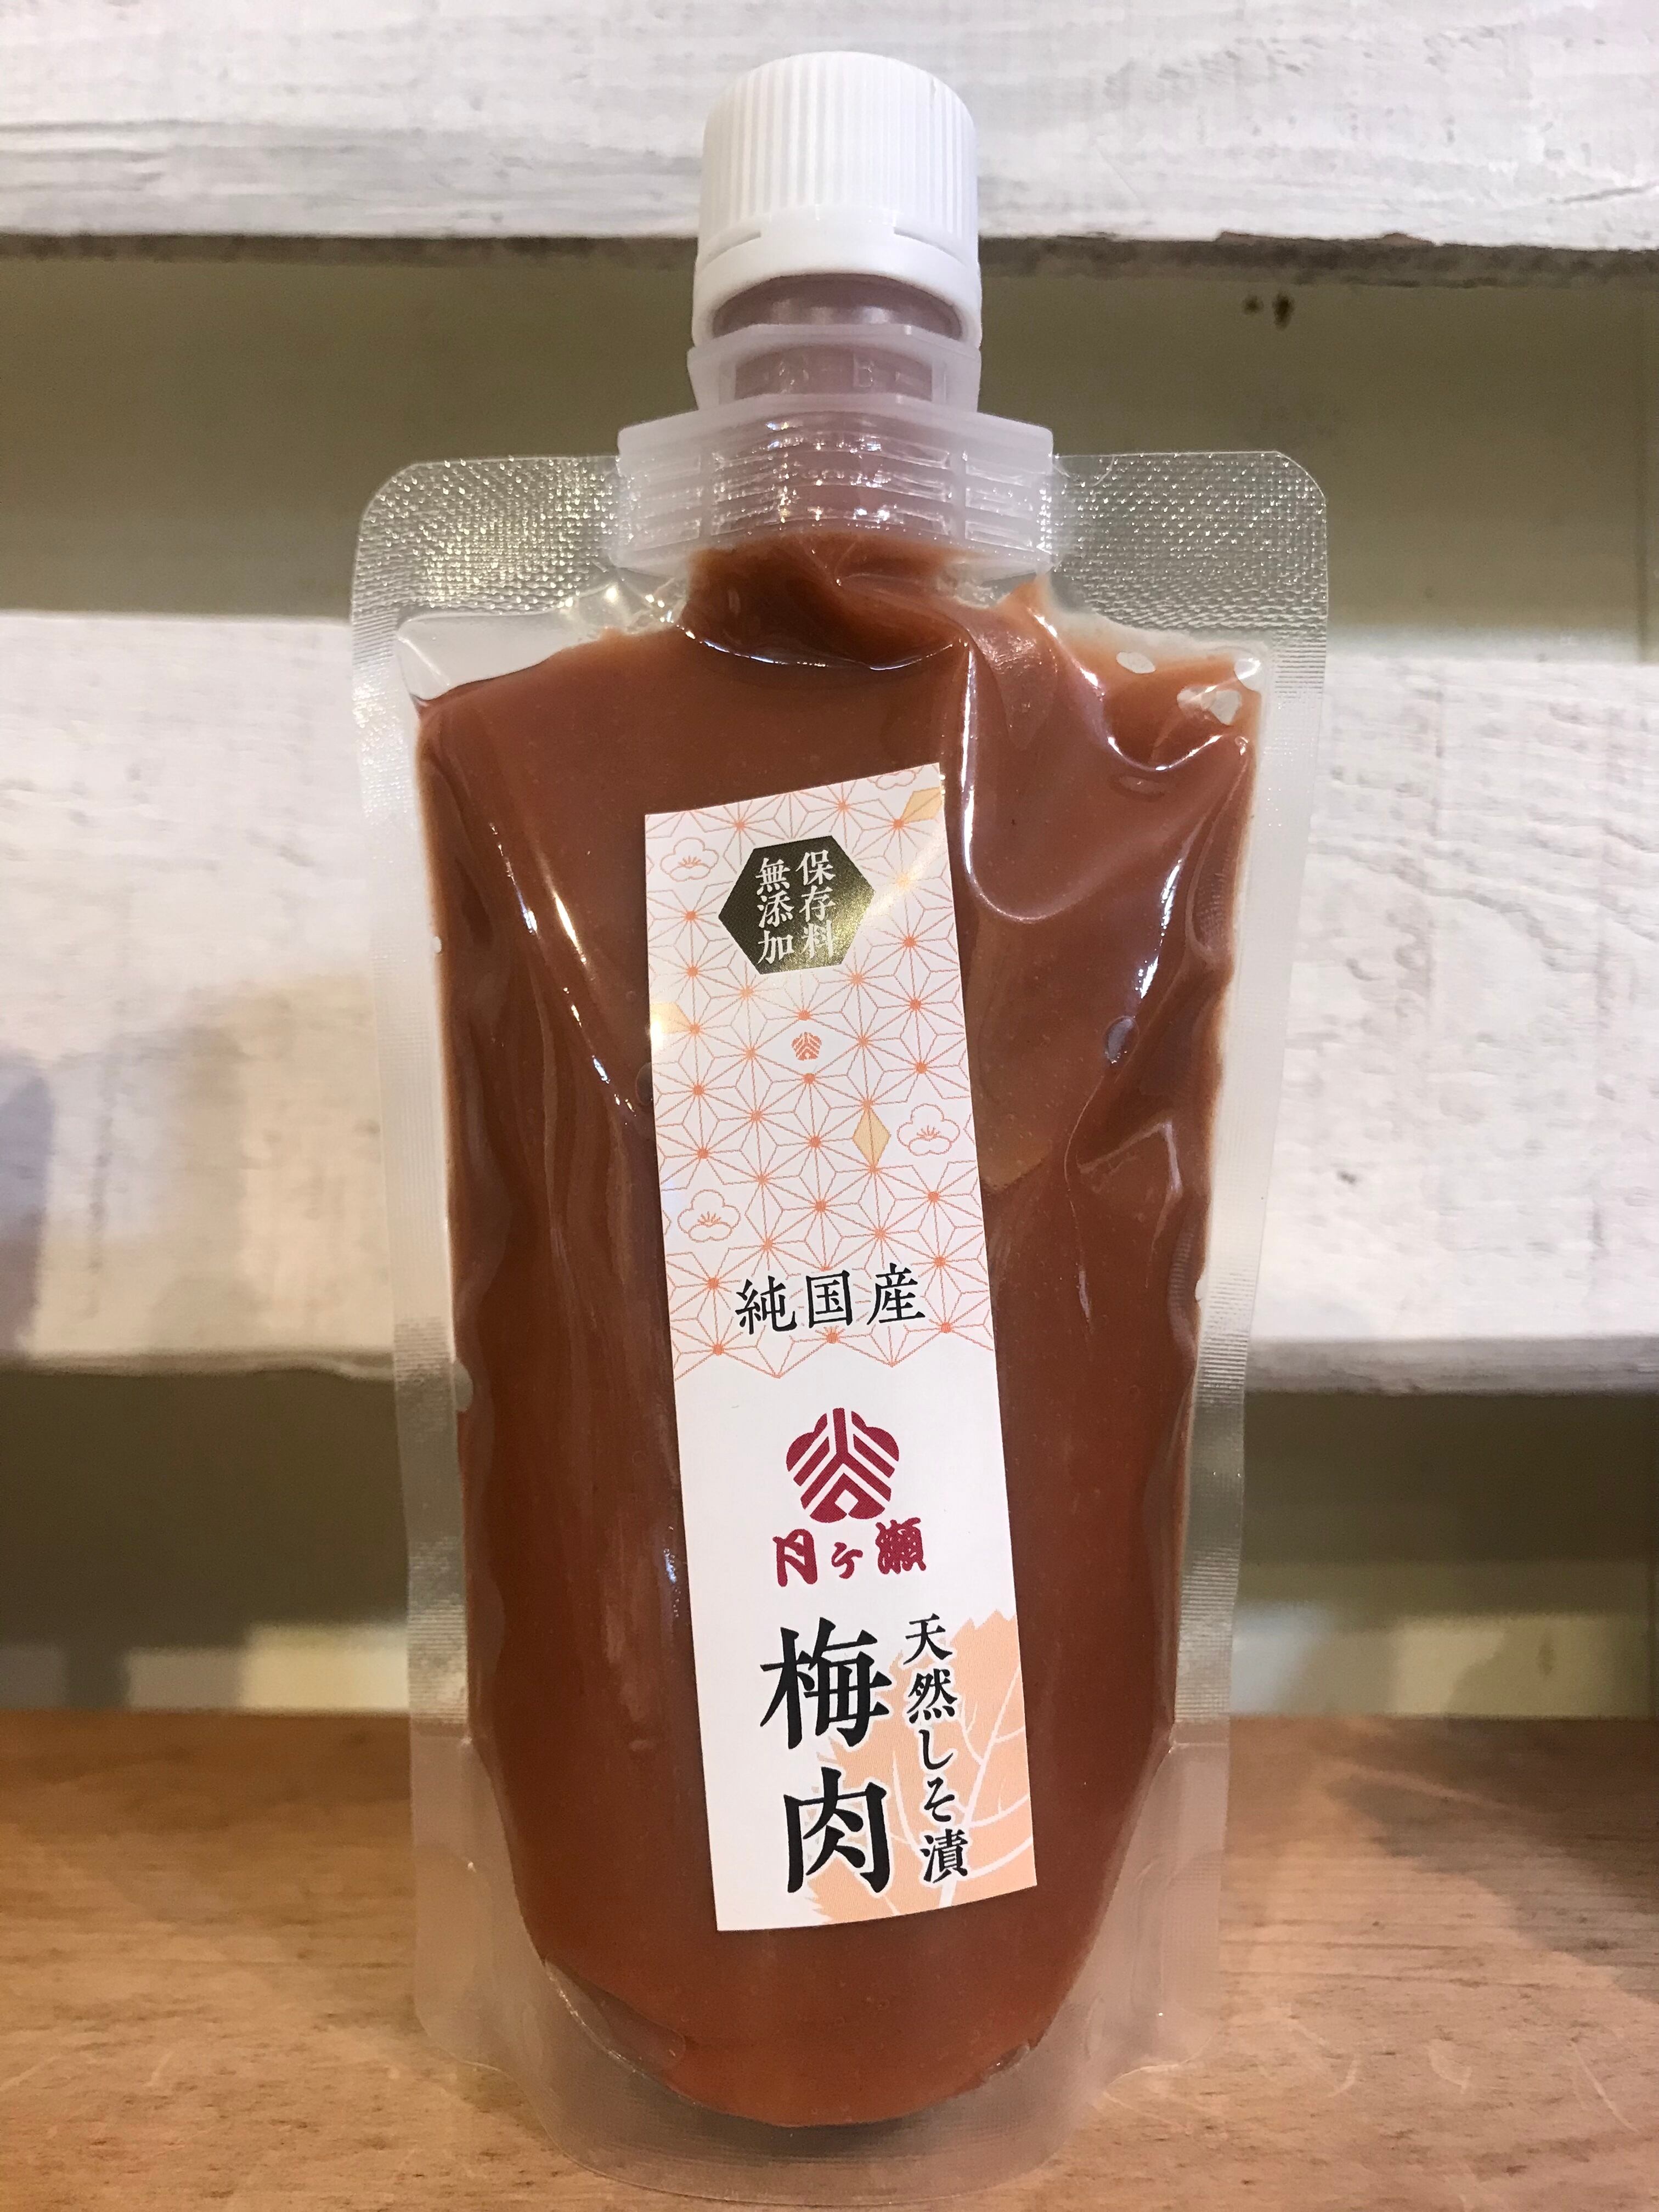 保存料
無添加
純国産
月ヶ瀬
天然しそ漬
梅肉